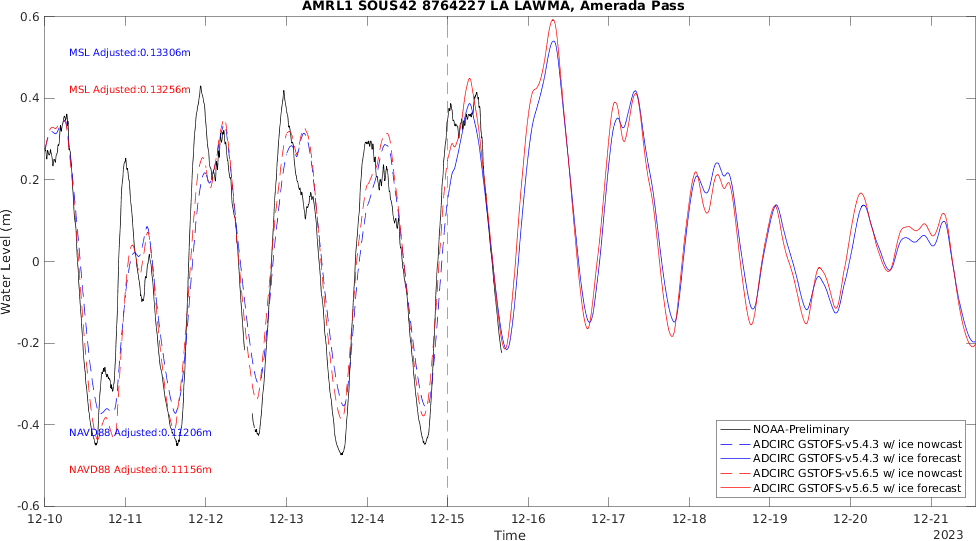 AMRL1 SOUS42 8764227 LA LAWMA, Amerada Pass
0.6
0.4
0.2
0
-0.2
-0.4
-0.6
Water Level (m)
MSL Adjusted:0.13306m
MSL Adjusted:0.13256m
NAVD88 Adjusted:0.11206m
NAVD88 Adjusted:0.11156m
NOAA-Preliminary
ADCIRC GSTOFS-v5.4.3 w/ ice nowcast
ADCIRC GSTOFS-v5.4.3 w/ ice forecast
ADCIRC GSTOFS-v5.6.5 w/ ice nowcast
ADCIRC GSTOFS-v5.6.5 w/ ice forecast
12-10 12-11 12-12 12-13 12-14 12-15 12-16 12-17 12-18 12-19 12-20 12-21
Time
2023